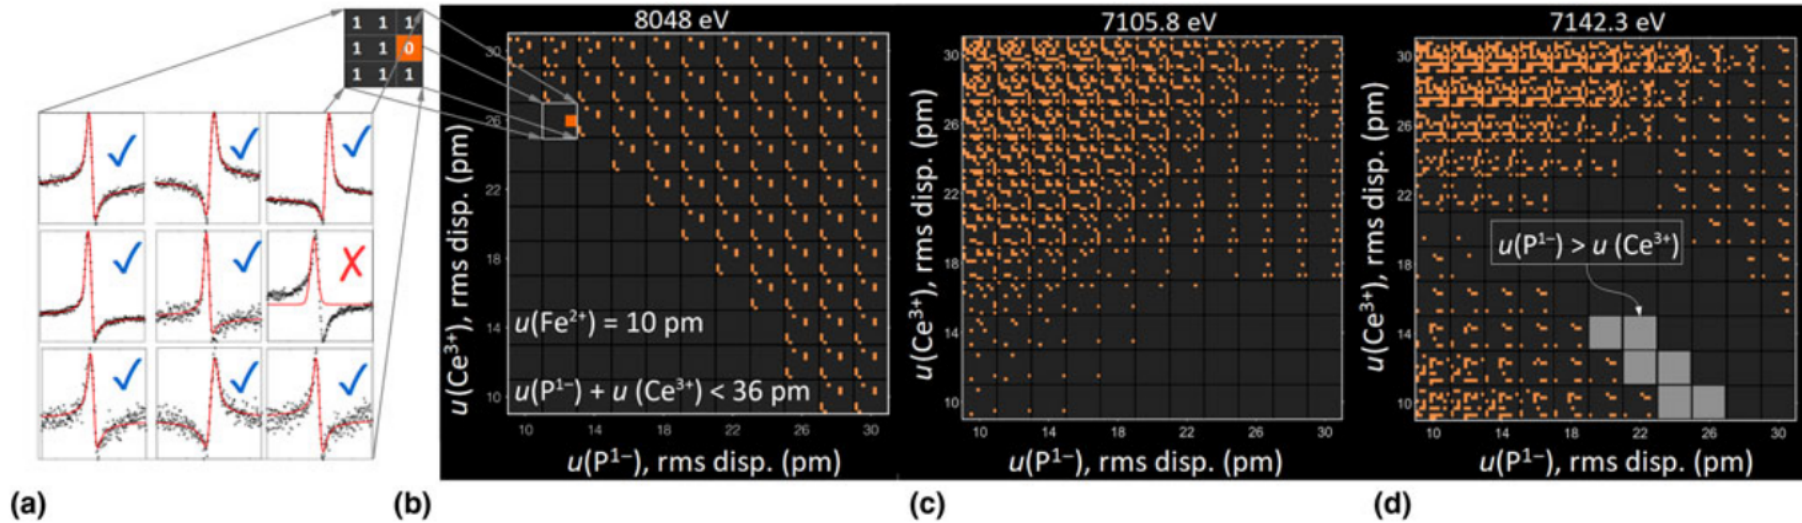 1 1 1
1 1 0
1 1 1
✓ ✓ ✓
✓ ✓ ✗
✓ ✓ ✓
(a)
8048 eV
u(Ce³⁺), rms disp. (pm)
30
26
22
18
14
10
u(Fe²⁺) = 10 pm
u(P¹⁻) + u (Ce³⁺) < 36 pm
10 14 18 22 26 30
u(P¹⁻), rms disp. (pm)
(b)
7105.8 eV
u(Ce³⁺), rms disp. (pm)
30
26
22
18
14
10
10 14 18 22 26 30
u(P¹⁻), rms disp. (pm)
(c)
7142.3 eV
u(Ce³⁺), rms disp. (pm)
30
26
22
18
14
10
u(P¹⁻) > u (Ce³⁺)
10 14 18 22 26 30
u(P¹⁻), rms disp. (pm)
(d)